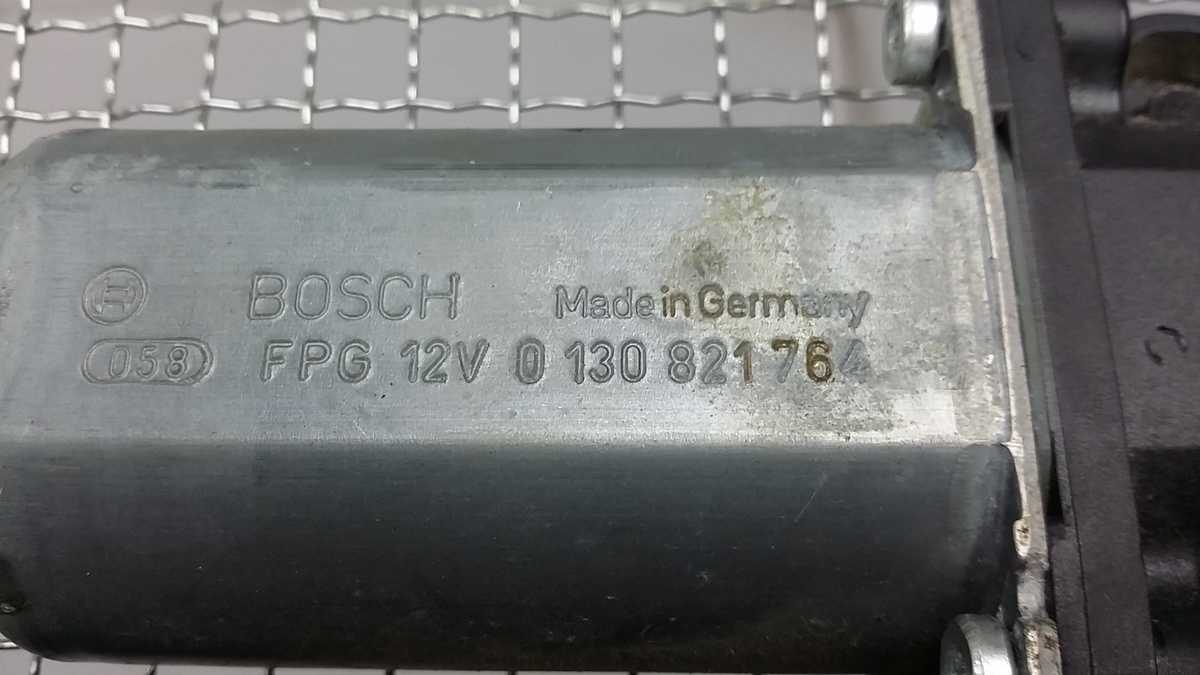 BOSCH Made in Germany
058 FPG 12V 0 130 821 764